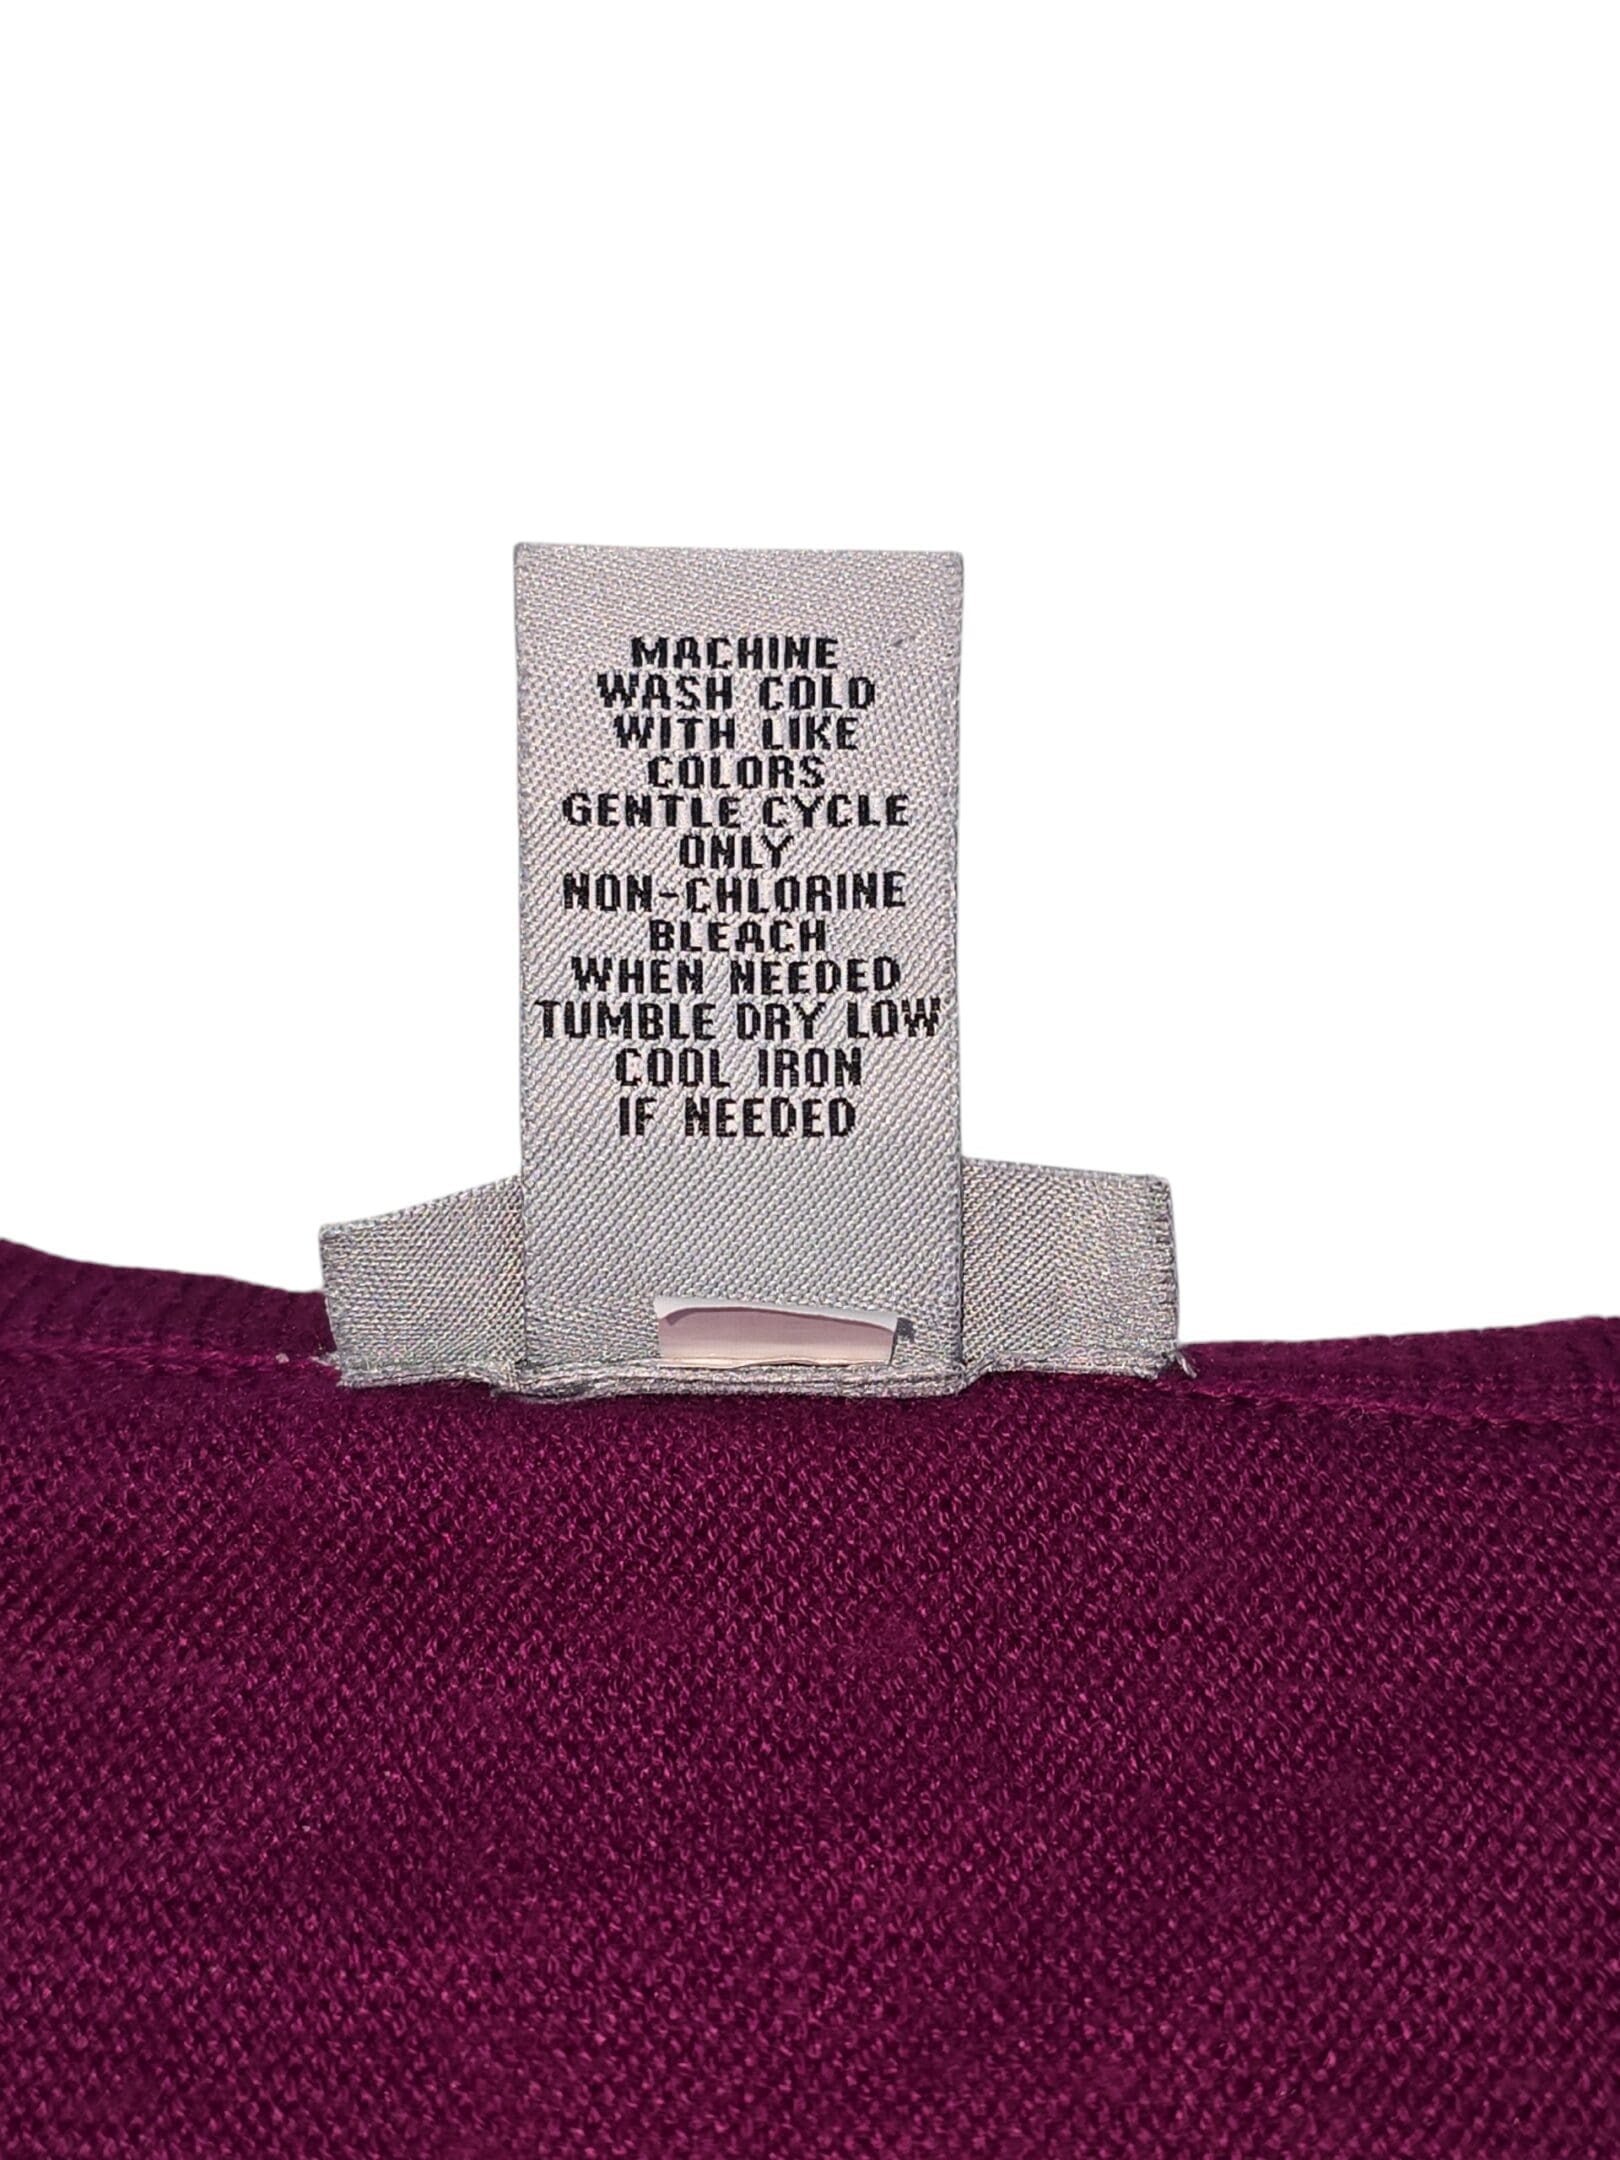 MACHINE
WASH COLD
WITH LIKE
COLORS
GENTLE CYCLE
ONLY
NON-CHLORINE
BLEACH
WHEN NEEDED
TUMBLE DRY LOW
COOL IRON
IF NEEDED